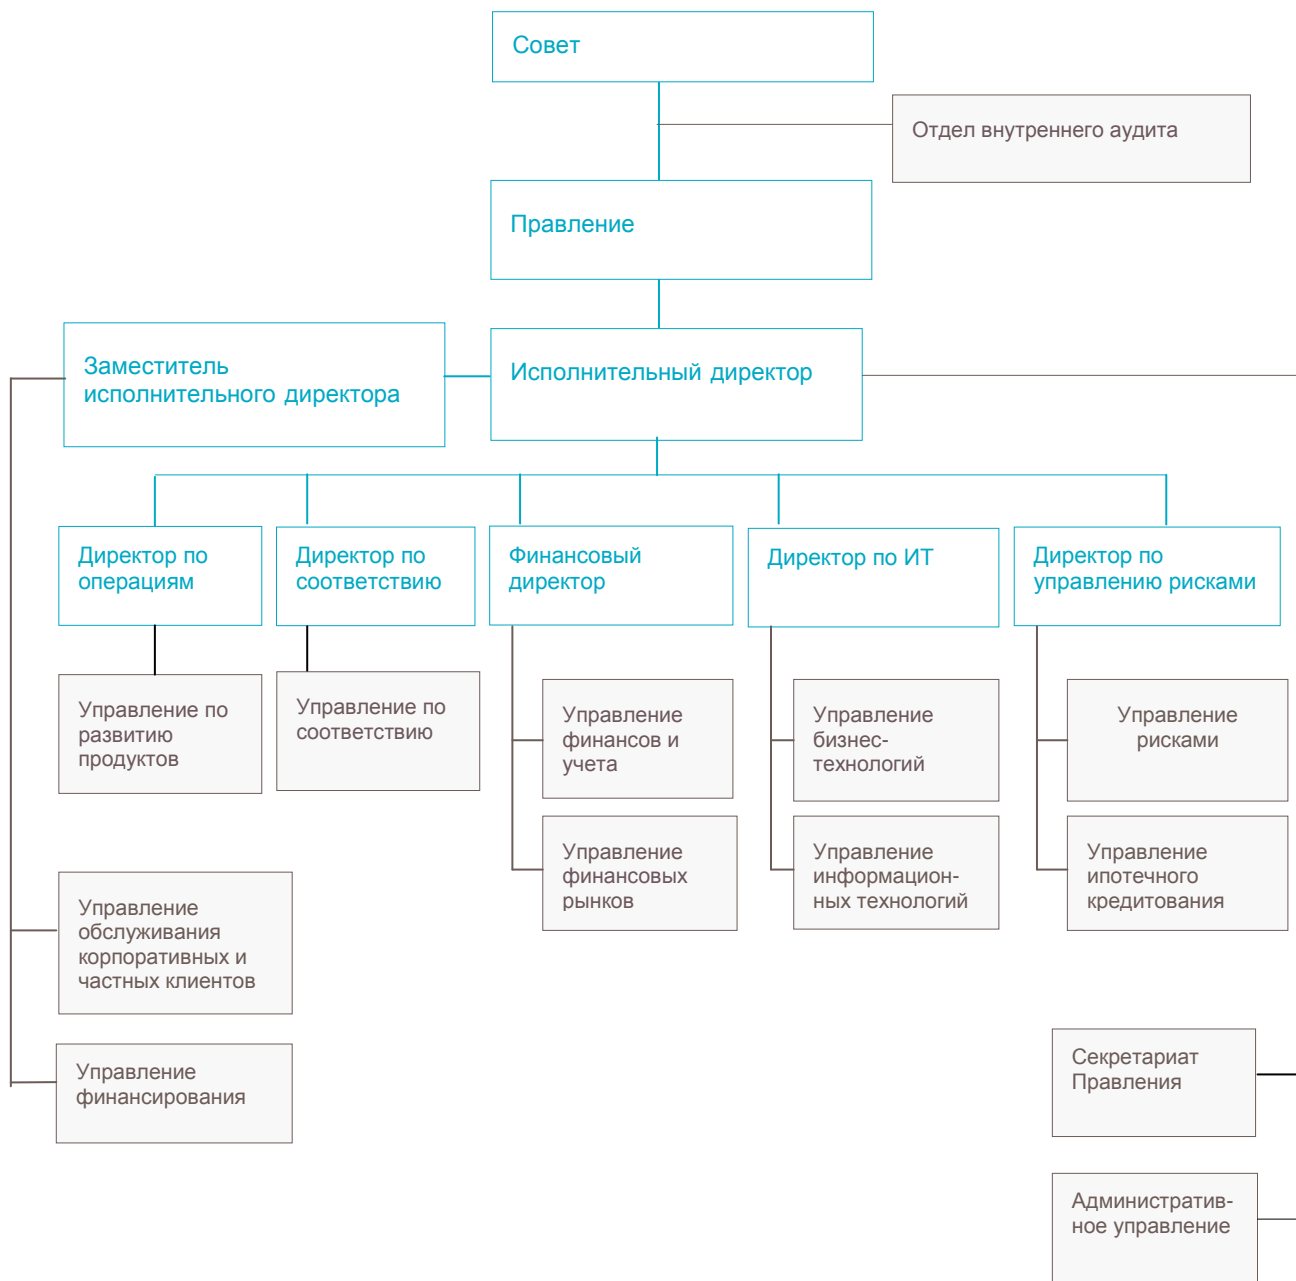 Совет
Отдел внутреннего аудита
Правление
Заместитель
исполнительного директора
Исполнительный директор
Директор по
операциям
Директор по
соответствию
Финансовый
директор
Директор по ИТ
Директор по
управлению рисками
Управление по
развитию
продуктов
Управление по
соответствию
Управление
финансов и
учета
Управление
бизнес-
технологий
Управление
рисками
Управление
финансовых
рынков
Управление
информацион-
ных технологий
Управление
ипотечного
кредитования
Управление
обслуживания
корпоративных и
частных клиентов
Управление
финансирования
Секретариат
Правления
Административ-
ное управление